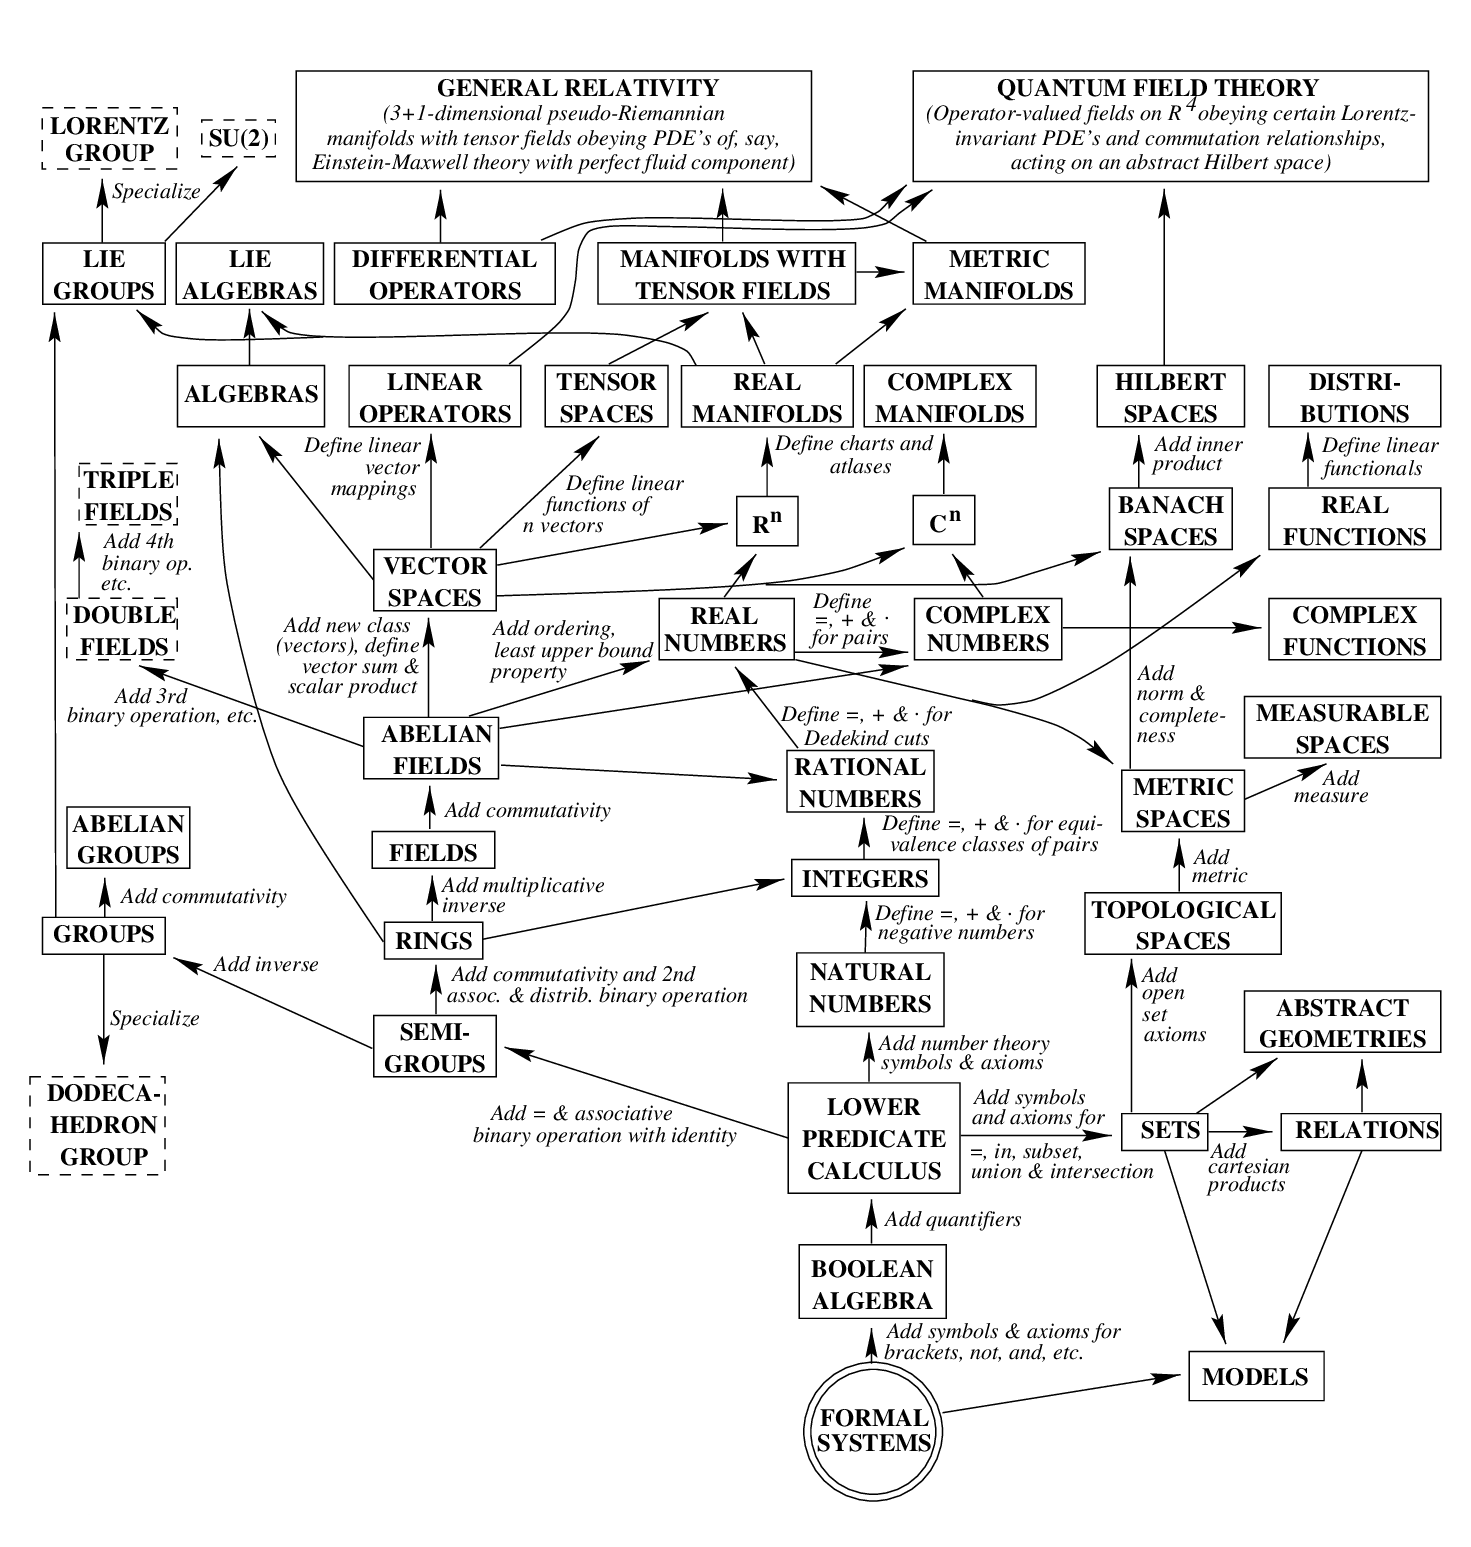 GENERAL RELATIVITY
(3+1-dimensional pseudo-Riemannian
manifolds with tensor fields obeying PDE's of, say,
Einstein-Maxwell theory with perfect fluid component)
QUANTUM FIELD THEORY
(Operator-valued fields on R⁴ obeying certain Lorentz-
invariant PDE's and commutation relationships,
acting on an abstract Hilbert space)
LORENTZ
GROUP
SU(2)
Specialize
LIE
GROUPS
LIE
ALGEBRAS
DIFFERENTIAL
OPERATORS
MANIFOLDS WITH
TENSOR FIELDS
METRIC
MANIFOLDS
ALGEBRAS
LINEAR
OPERATORS
TENSOR
SPACES
REAL
MANIFOLDS
COMPLEX
MANIFOLDS
HILBERT
SPACES
DISTRI-
BUTIONS
Define linear
vector
mappings
Define charts and
atlases
Add inner
product
Define linear
functionals
TRIPLE
FIELDS
Define linear
functions of
n vectors
Rⁿ
Cⁿ
BANACH
SPACES
REAL
FUNCTIONS
Add 4th
binary op.
etc.
VECTOR
SPACES
DOUBLE
FIELDS
Add new class
(vectors), define
vector sum &
scalar product
Add ordering,
least upper bound
property
REAL
NUMBERS
Define
=, + & ·
for pairs
COMPLEX
NUMBERS
COMPLEX
FUNCTIONS
Add 3rd
binary operation, etc.
Add
norm &
complete-
ness
ABELIAN
FIELDS
Define =, + & · for
Dedekind cuts
MEASURABLE
SPACES
RATIONAL
NUMBERS
METRIC
SPACES
Add
measure
ABELIAN
GROUPS
Add commutativity
FIELDS
Define =, + & · for equi-
valence classes of pairs
Add
metric
Add commutativity
Add multiplicative
inverse
INTEGERS
TOPOLOGICAL
SPACES
GROUPS
RINGS
Define =, + & · for
negative numbers
Add inverse
Add commutativity and 2nd
assoc. & distrib. binary operation
NATURAL
NUMBERS
Add
open
set
axioms
ABSTRACT
GEOMETRIES
Specialize
SEMI-
GROUPS
Add number theory
symbols & axioms
DODECA-
HEDRON
GROUP
Add = & associative
binary operation with identity
LOWER
PREDICATE
CALCULUS
Add symbols
and axioms for
=, in, subset,
union & intersection
SETS
RELATIONS
Add
cartesian
products
Add quantifiers
BOOLEAN
ALGEBRA
Add symbols & axioms for
brackets, not, and, etc.
MODELS
FORMAL
SYSTEMS